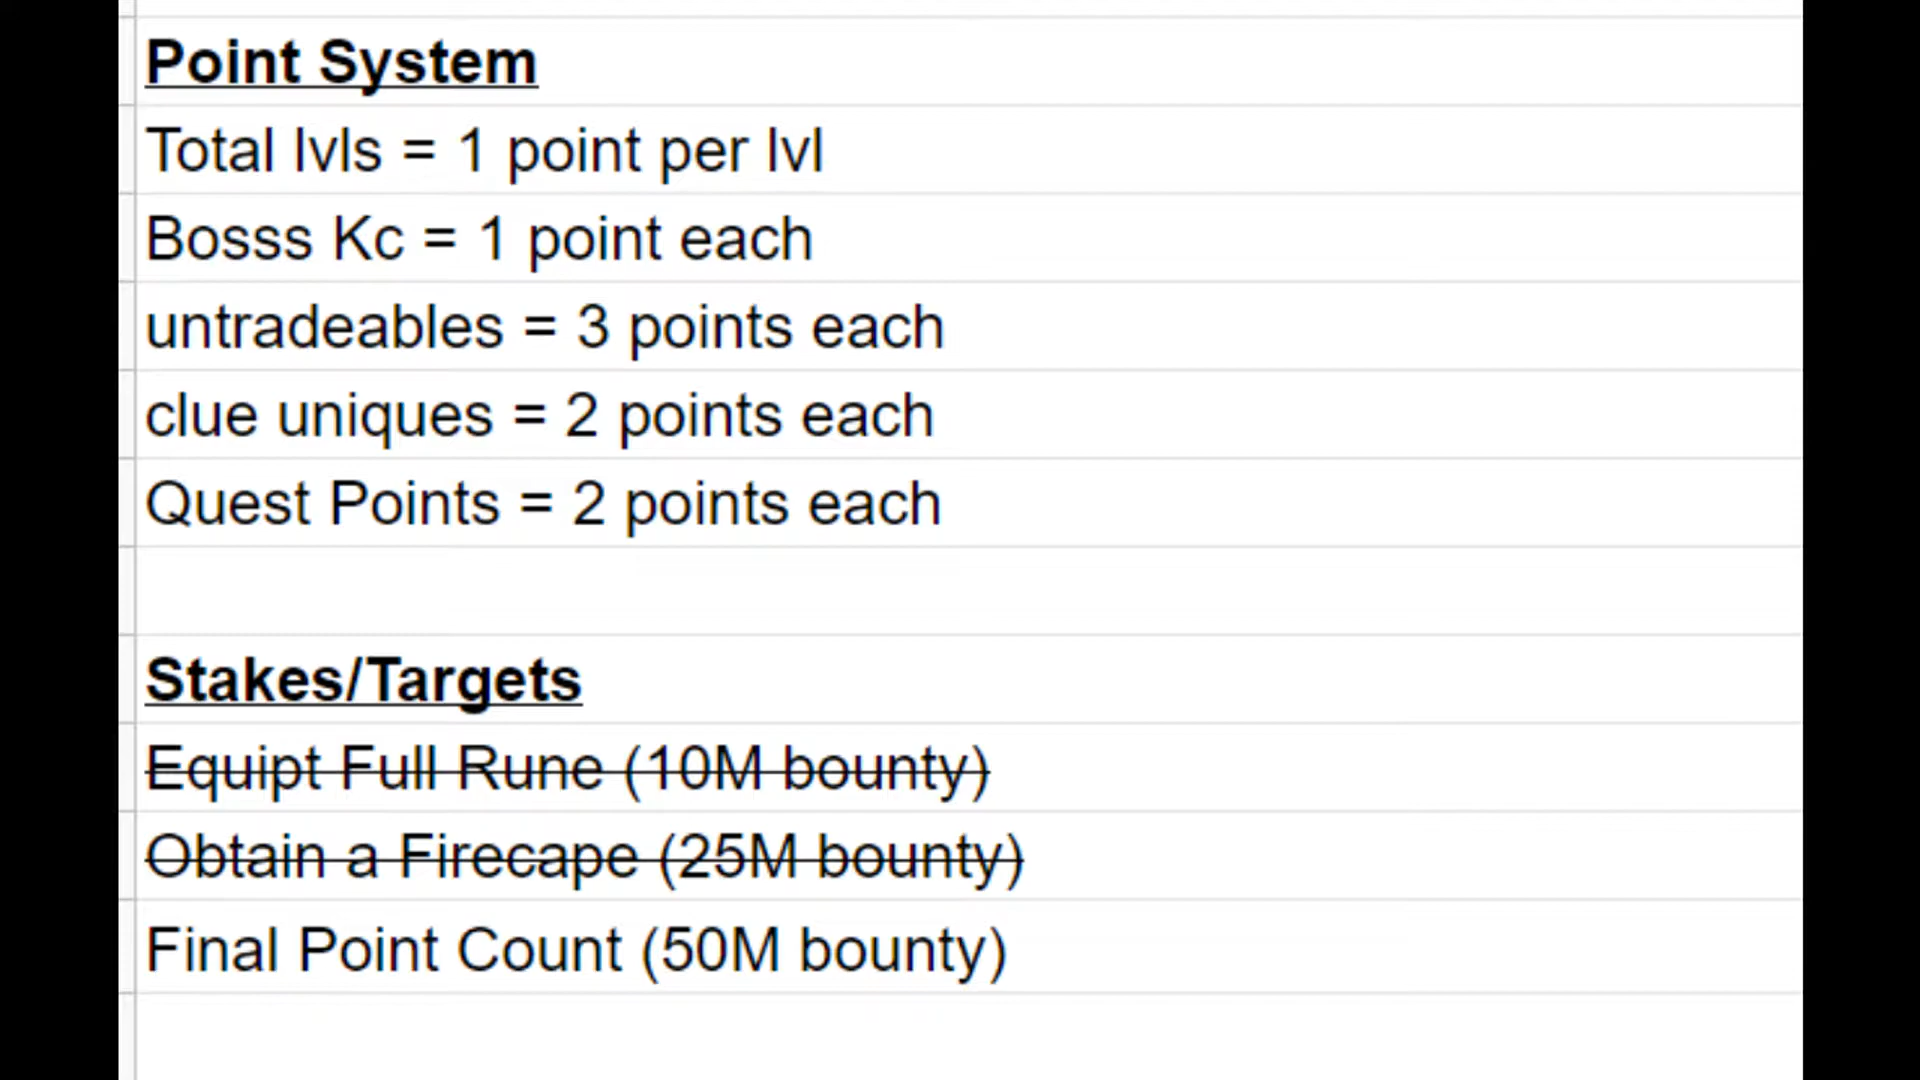 Point System
Total lvls = 1 point per lvl
Bosss Kc = 1 point each
untradeables = 3 points each
clue uniques = 2 points each
Quest Points = 2 points each
Stakes/Targets
Equipt Full Rune (10M bounty)
Obtain a Firecape (25M bounty)
Final Point Count (50M bounty)